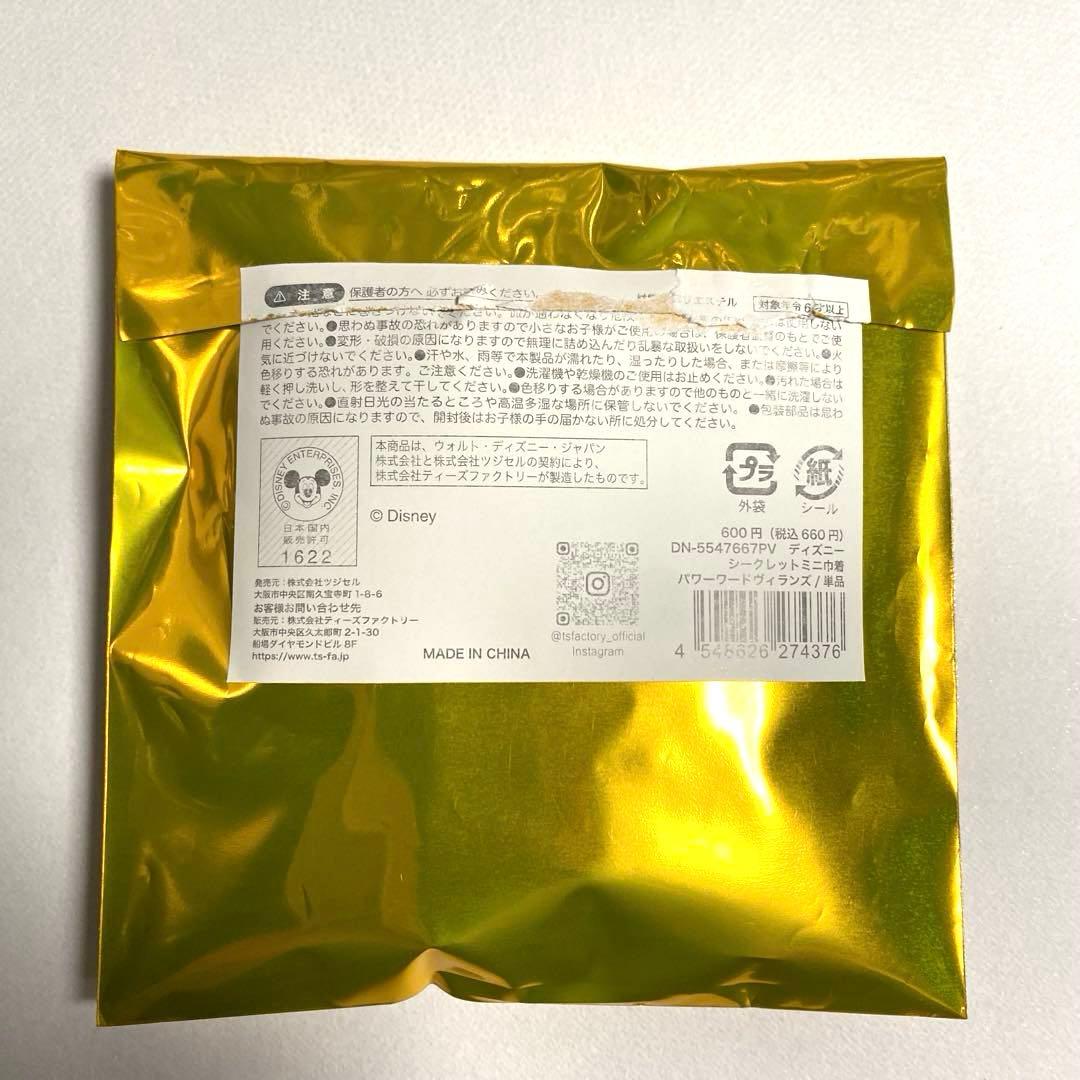 注意 保護者の方へ 必ずお読みください。 ポリエステル 対象年令6才以上
でください。●思わぬ事故の恐れがありますので小さなお子様がご使用の場合は、保護者監督のもとでご使
用ください。●変形・破損の原因になりますので無理に詰め込んだり乱暴な取扱いをしないでください。●火
気に近づけないでください。●汗や水、雨等で本製品が濡れたり、湿ったりした場合、または摩擦等により
色移りする恐れがあります。ご注意ください。●洗濯機や乾燥機のご使用はお止めください。●汚れた場合は
軽く押し洗いし、形を整えて干してください。●色移りする場合がありますので他のものと一緒に洗濯しない
でください。●直射日光の当たるところや高温多湿な場所に保管しないでください。●包装部品は思わ
ぬ事故の原因になりますので、開封後はお子様の手の届かない所に処分してください。
©DISNEY ENTERPRISES INC.
日本国内
販売許可
1622
本商品は、ウォルト・ディズニー・ジャパン
株式会社と株式会社ツジセルの契約により、
株式会社ティーズファクトリーが製造したものです。
© Disney
プラ
外袋
紙
シール
600円(税込660円)
DN-5547667PV ディズニー
シークレットミニ巾着
パワーワードヴィランズ/単品
発売元:株式会社ツジセル
大阪市中央区南久宝寺町1-8-6
お客様お問い合わせ先
販売元:株式会社ティーズファクトリー
大阪市中央区久太郎町2-1-30
船場ダイヤモンドビル 8F
https://www.ts-fa.jp
MADE IN CHINA
@tsfactory_official
Instagram
4 548626 274376